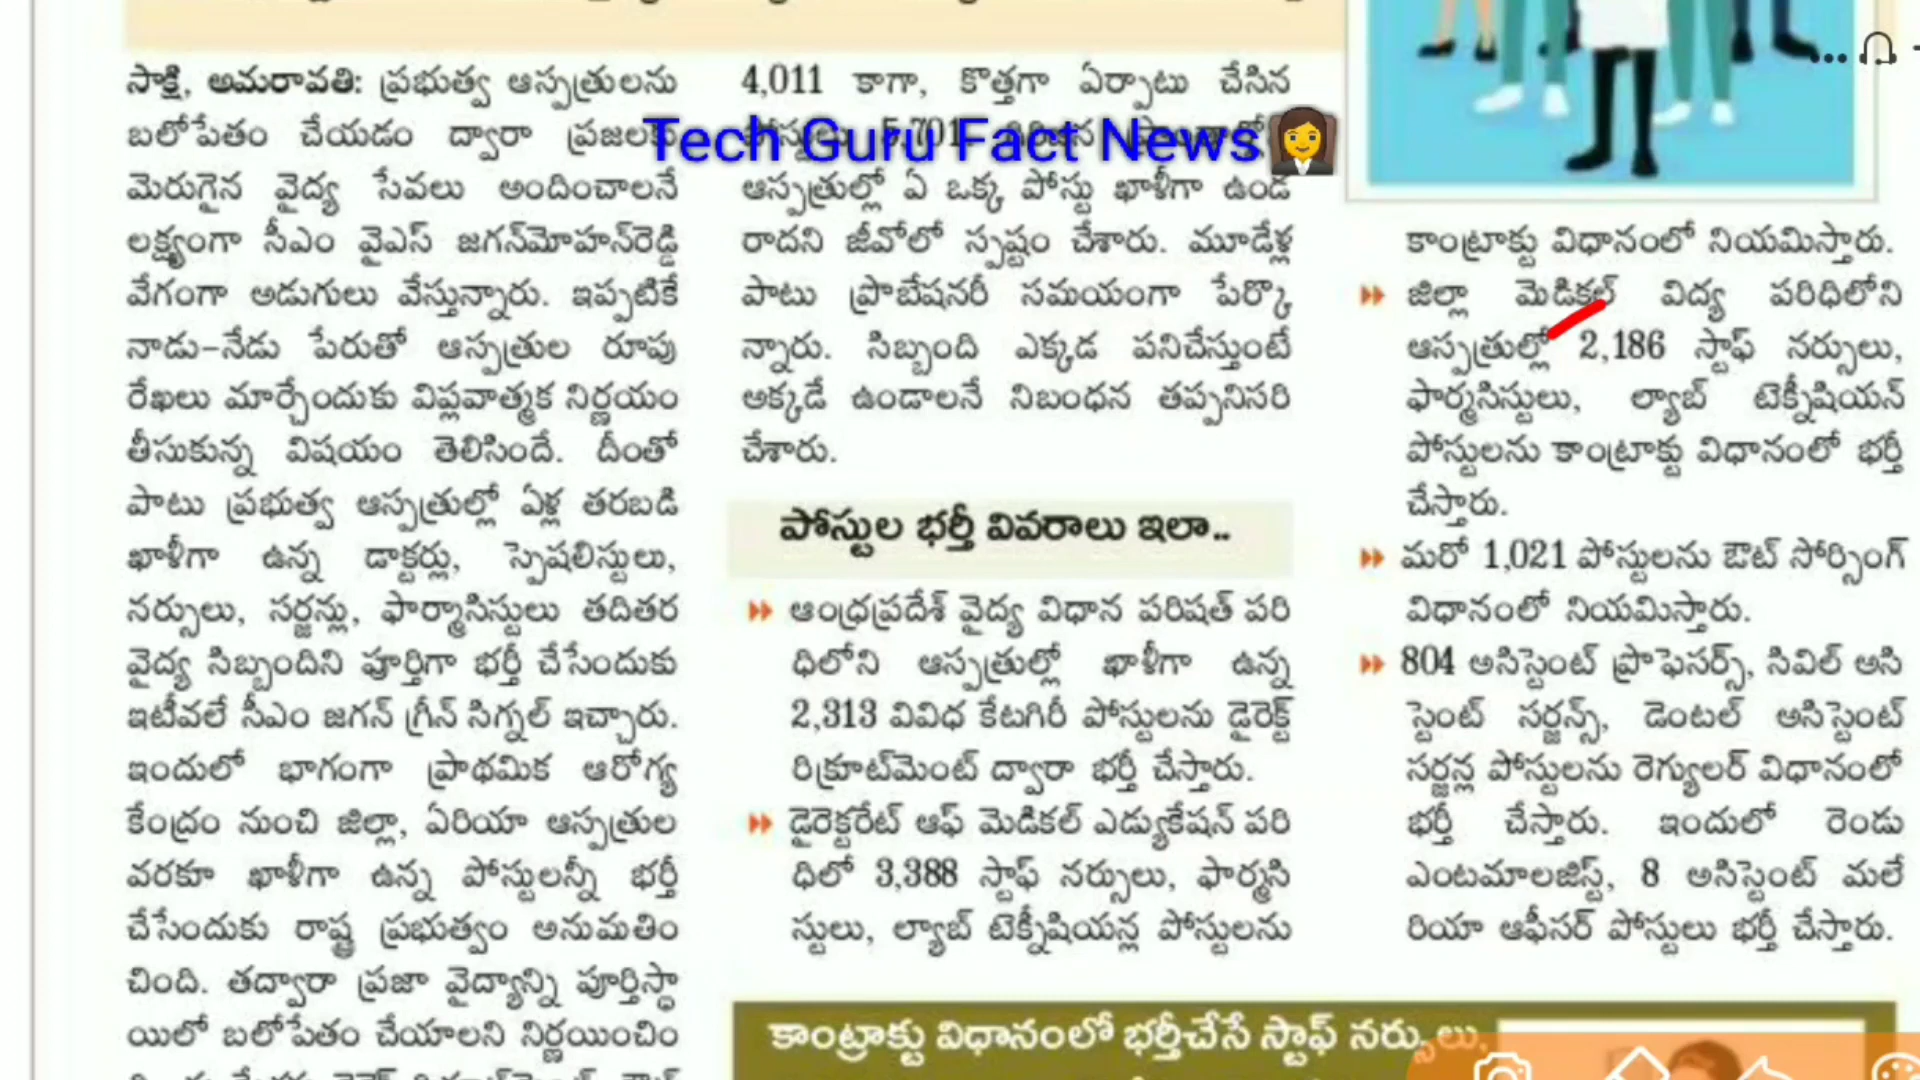 సాక్షి, అమరావతి: ప్రభుత్వ ఆస్పత్రులను
బలోపేతం చేయడం ద్వారా ప్రజలకు
మెరుగైన వైద్య సేవలు అందించాలనే
లక్ష్యంగా సీఎం వైఎస్ జగన్‌మోహన్‌రెడ్డి
వేగంగా అడుగులు వేస్తున్నారు. ఇప్పటికే
నాడు–నేడు పేరుతో ఆస్పత్రుల రూపు
రేఖలు మార్చేందుకు విప్లవాత్మక నిర్ణయం
తీసుకున్న విషయం తెలిసిందే. దీంతో
పాటు ప్రభుత్వ ఆస్పత్రుల్లో ఏళ్ల తరబడి
ఖాళీగా ఉన్న డాక్టర్లు, స్పెషలిస్టులు,
నర్సులు, సర్జన్లు, ఫార్మాసిస్టులు తదితర
వైద్య సిబ్బందిని పూర్తిగా భర్తీ చేసేందుకు
ఇటీవలే సీఎం జగన్ గ్రీన్ సిగ్నల్ ఇచ్చారు.
ఇందులో భాగంగా ప్రాథమిక ఆరోగ్య
కేంద్రం నుంచి జిల్లా, ఏరియా ఆస్పత్రుల
వరకూ ఖాళీగా ఉన్న పోస్టులన్నీ భర్తీ
చేసేందుకు రాష్ట్ర ప్రభుత్వం అనుమతిం
చింది. తద్వారా ప్రజా వైద్యాన్ని పూర్తిస్థా
యిలో బలోపేతం చేయాలని నిర్ణయించిం
4,011 కాగా, కొత్తగా ఏర్పాటు చేసిన
Tech Guru Fact News
5,701
ఆస్పత్రుల్లో ఏ ఒక్క పోస్టు ఖాళీగా ఉండ
రాదని జీవోలో స్పష్టం చేశారు. మూడేళ్ల
పాటు ప్రొబేషనరీ సమయంగా పేర్కొ
న్నారు. సిబ్బంది ఎక్కడ పనిచేస్తుంటే
అక్కడే ఉండాలనే నిబంధన తప్పనిసరి
చేశారు.
పోస్టుల భర్తీ వివరాలు ఇలా..
ఆంధ్రప్రదేశ్ వైద్య విధాన పరిషత్ పరి
ధిలోని ఆస్పత్రుల్లో ఖాళీగా ఉన్న
2,313 వివిధ కేటగిరీ పోస్టులను డైరెక్ట్
రిక్రూట్‌మెంట్ ద్వారా భర్తీ చేస్తారు.
డైరెక్టరేట్ ఆఫ్ మెడికల్ ఎడ్యుకేషన్ పరి
ధిలో 3,388 స్టాఫ్ నర్సులు, ఫార్మసి
స్టులు, ల్యాబ్ టెక్నీషియన్ల పోస్టులను
కాంట్రాక్టు విధానంలో నియమిస్తారు.
జిల్లా మెడికల్ విద్య పరిధిలోని
ఆస్పత్రుల్లో 2,186 స్టాఫ్ నర్సులు,
ఫార్మసిస్టులు, ల్యాబ్ టెక్నీషియన్
పోస్టులను కాంట్రాక్టు విధానంలో భర్తీ
చేస్తారు.
మరో 1,021 పోస్టులను ఔట్ సోర్సింగ్
విధానంలో నియమిస్తారు.
804 అసిస్టెంట్ ప్రొఫెసర్స్, సివిల్ అసి
స్టెంట్ సర్జన్స్, డెంటల్ అసిస్టెంట్
సర్జన్ల పోస్టులను రెగ్యులర్ విధానంలో
భర్తీ చేస్తారు. ఇందులో రెండు
ఎంటమాలజిస్ట్, 8 అసిస్టెంట్ మలే
రియా ఆఫీసర్ పోస్టులు భర్తీ చేస్తారు.
కాంట్రాక్టు విధానంలో భర్తీచేసే స్టాఫ్ నర్సులు,